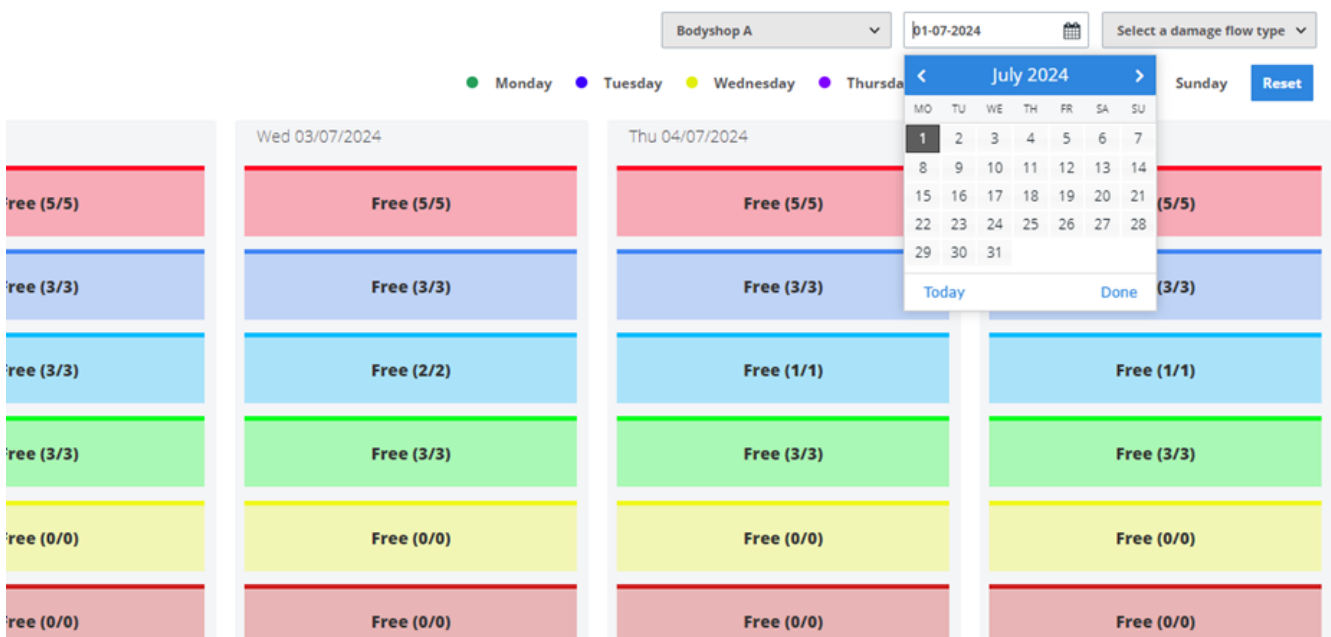 Bodyshop A
01-07-2024
Select a damage flow type
Monday Tuesday Wednesday Thursda Sunday Reset
July 2024
MO TU WE TH FR SA SU
1 2 3 4 5 6 7
8 9 10 11 12 13 14
15 16 17 18 19 20 21
22 23 24 25 26 27 28
29 30 31
Today Done
Wed 03/07/2024 Thu 04/07/2024
ree (5/5) Free (5/5) Free (5/5) (5/5)
ree (3/3) Free (3/3) Free (3/3) (3/3)
ree (3/3) Free (2/2) Free (1/1) Free (1/1)
ree (3/3) Free (3/3) Free (3/3) Free (3/3)
ree (0/0) Free (0/0) Free (0/0) Free (0/0)
ree (0/0) Free (0/0) Free (0/0) Free (0/0)